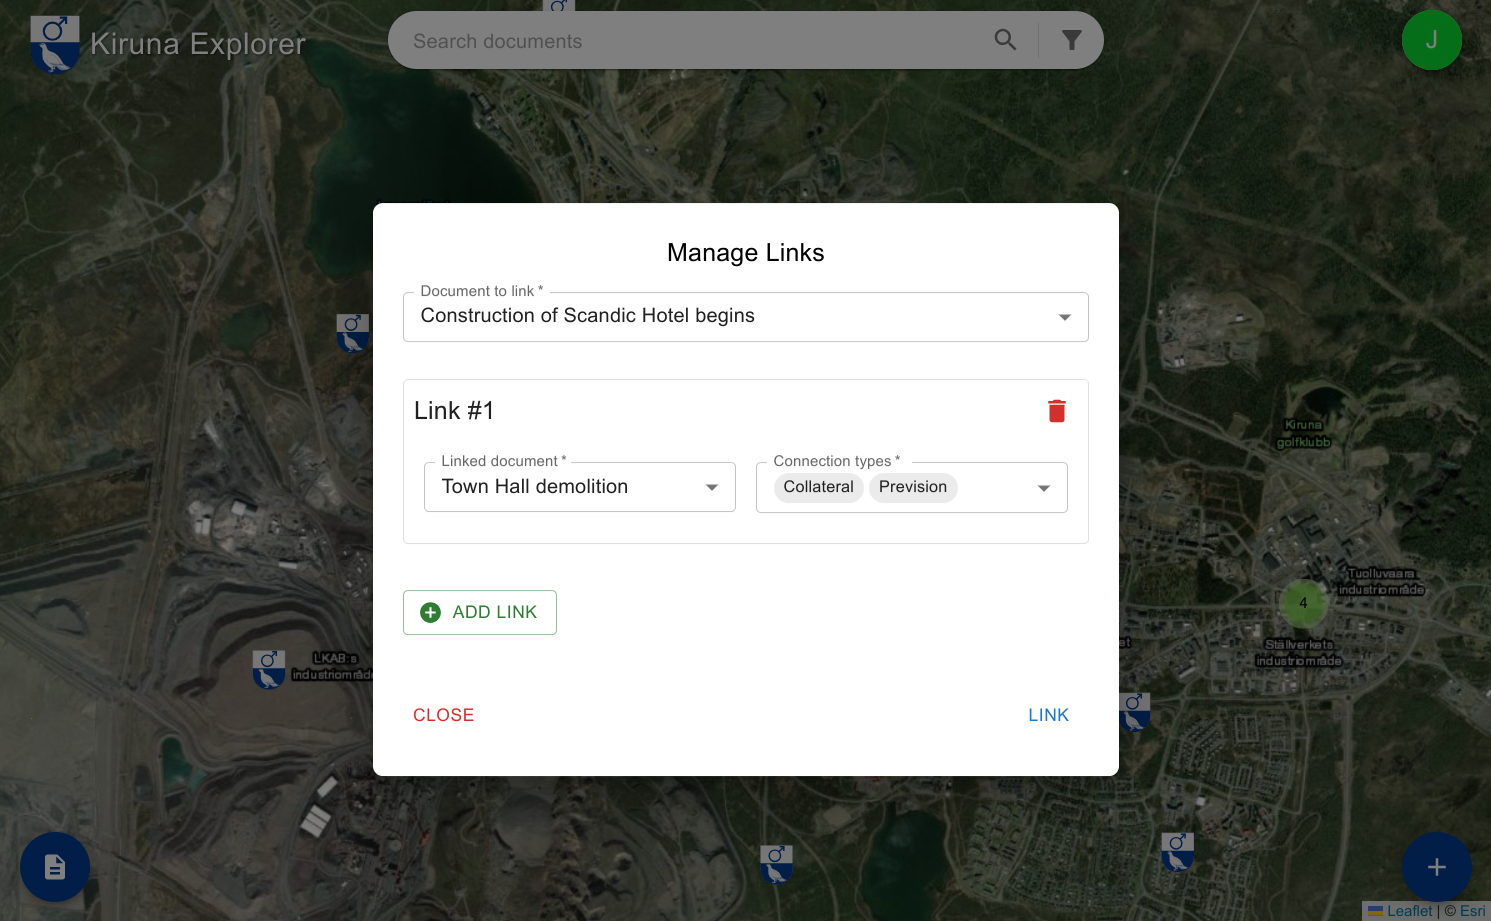 Kiruna Explorer
Search documents
J
Manage Links
Document to link *
Construction of Scandic Hotel begins
Link #1
Linked document *
Town Hall demolition
Connection types *
Collateral
Prevision
ADD LINK
CLOSE
LINK
Kiruna
golfklubb
Tuolluvaara
industriområde
4
Ställverkets
industriområde
LKAB:s
industriområde
Leaflet | © Esri